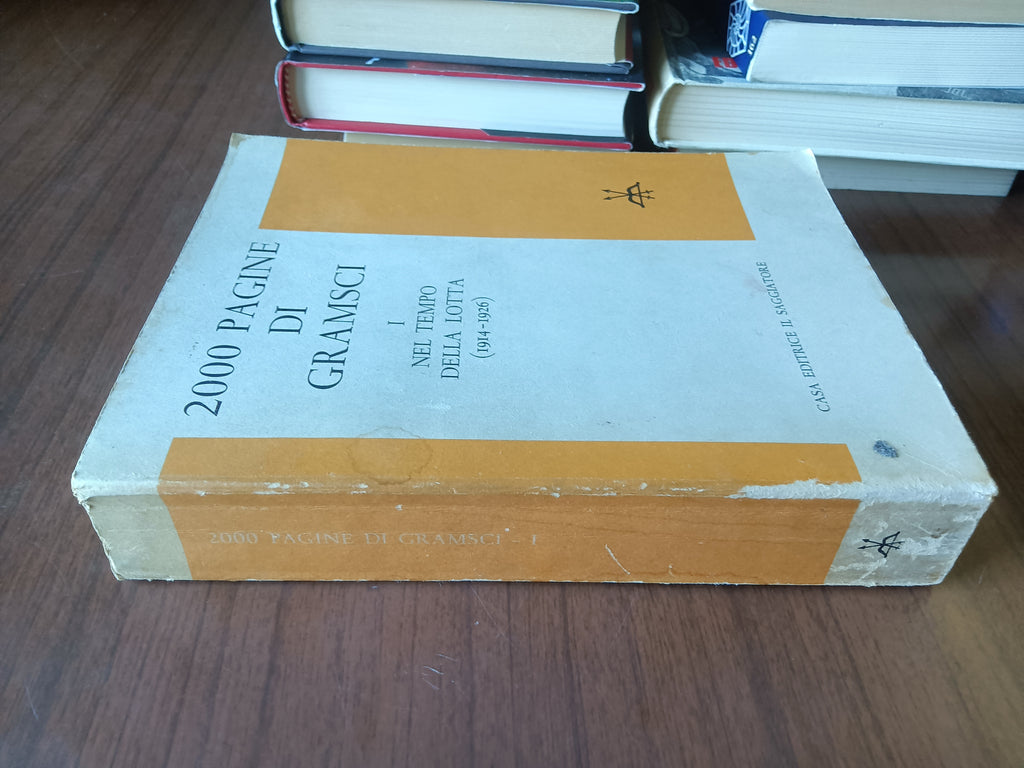 2000 PAGINE
DI
GRAMSCI
I
NEL TEMPO
DELLA LOTTA
(1914-1926)
CASA EDITRICE IL SAGGIATORE
2000 PAGINE DI GRAMSCI - I